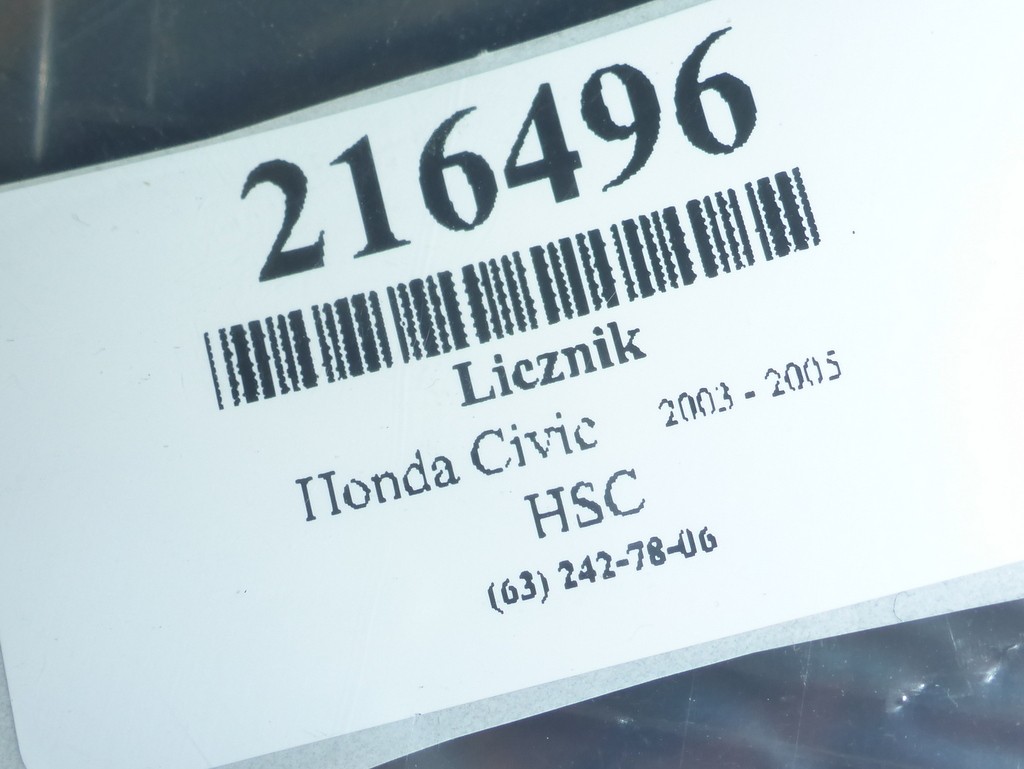 216496
Licznik
Honda Civic 2003 - 2005
HSC
(63) 242-78-06